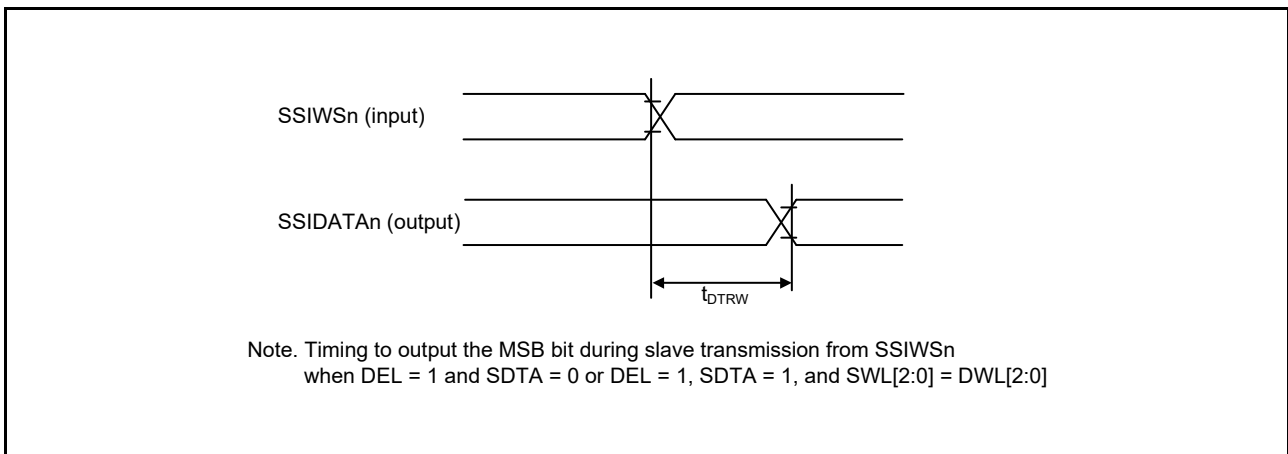 SSIWSn (input)
SSIDATAn (output)
tDTRW
Note. Timing to output the MSB bit during slave transmission from SSIWSn
when DEL = 1 and SDTA = 0 or DEL = 1, SDTA = 1, and SWL[2:0] = DWL[2:0]